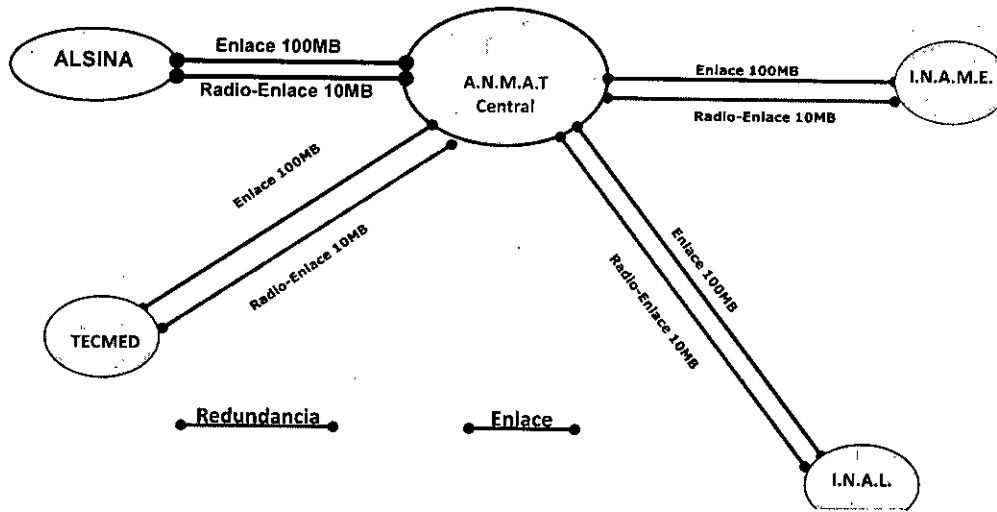 ALSINA
Enlace 100MB
Radio-Enlace 10MB
A.N.M.A.T
Central
Enlace 100MB
Radio-Enlace 10MB
I.N.A.M.E.
Enlace 100MB
Radio-Enlace 10MB
Enlace 100MB
Radio-Enlace 10MB
TECMED
Redundancia
Enlace
I.N.A.L.